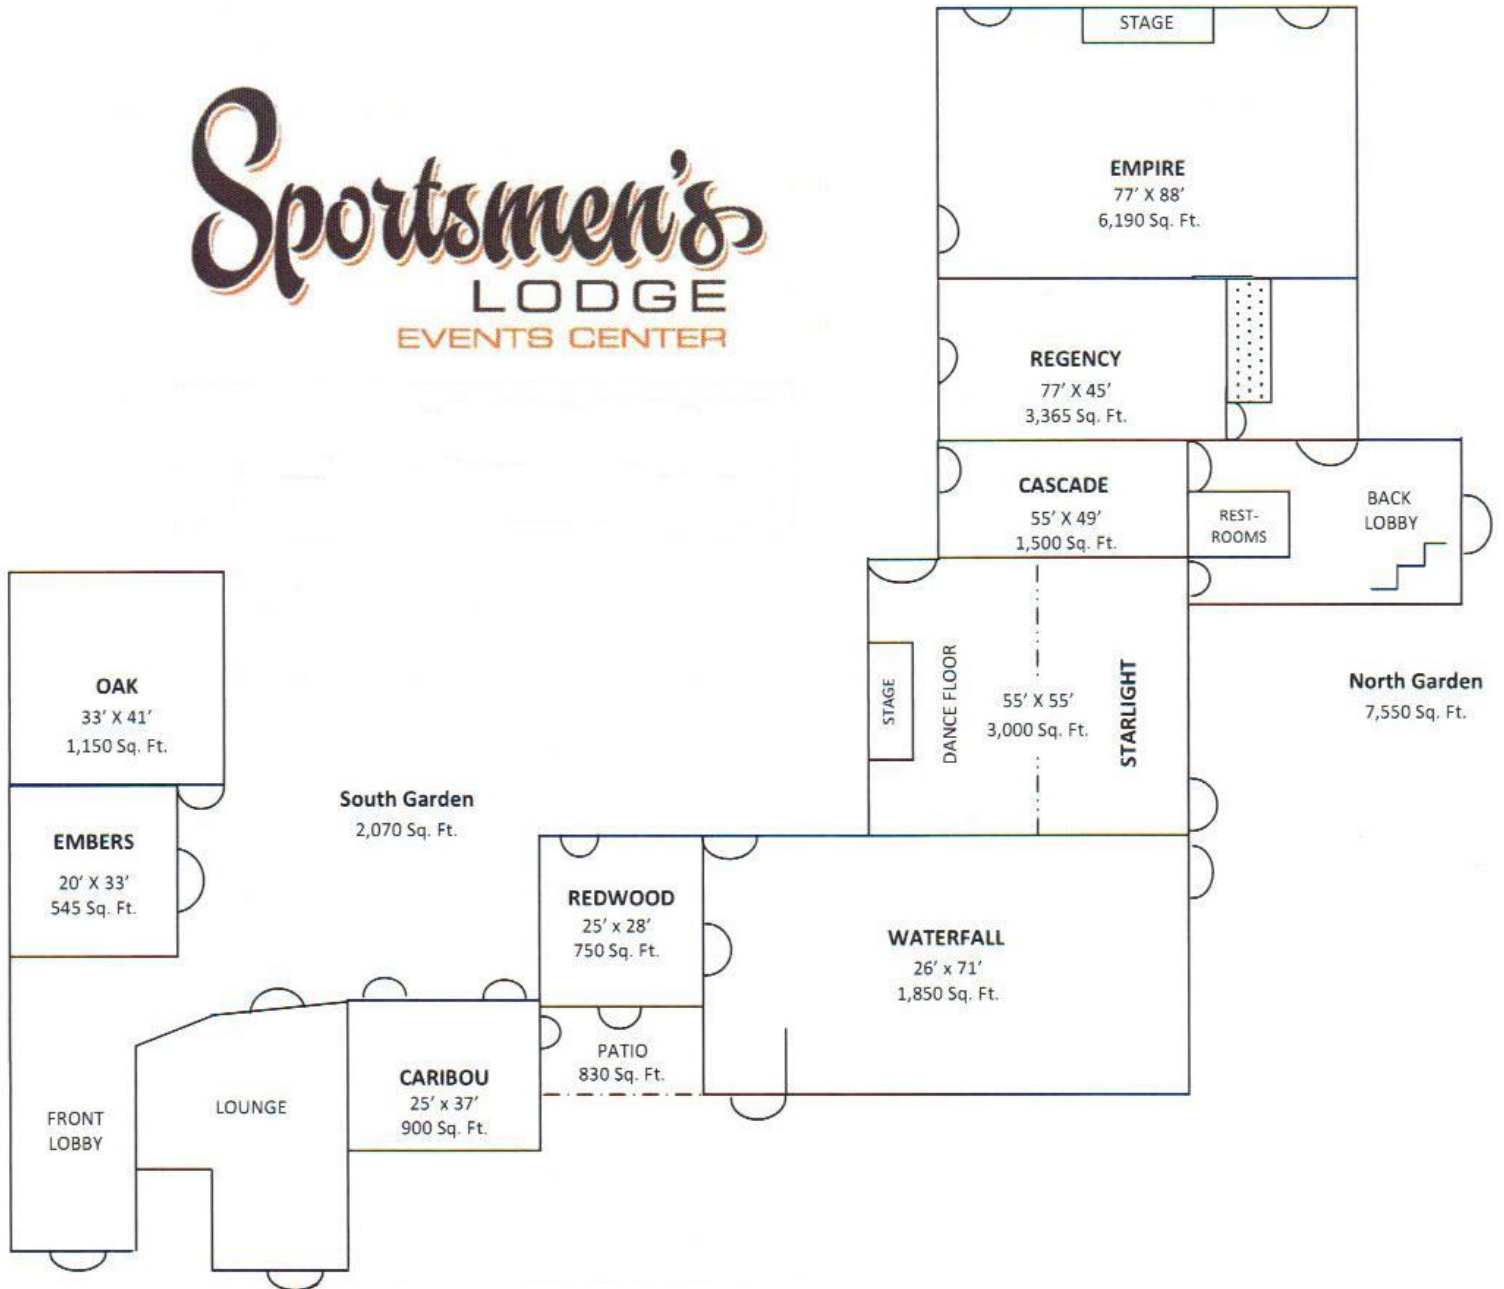 STAGE
Sportsmen's
LODGE
EVENTS CENTER
EMPIRE
77' X 88'
6,190 Sq. Ft.
REGENCY
77' X 45'
3,365 Sq. Ft.
CASCADE
55' X 49'
1,500 Sq. Ft.
REST-
ROOMS
BACK
LOBBY
OAK
33' X 41'
1,150 Sq. Ft.
STAGE
DANCE FLOOR
55' X 55'
3,000 Sq. Ft.
STARLIGHT
North Garden
7,550 Sq. Ft.
South Garden
2,070 Sq. Ft.
EMBERS
20' X 33'
545 Sq. Ft.
REDWOOD
25' x 28'
750 Sq. Ft.
WATERFALL
26' x 71'
1,850 Sq. Ft.
PATIO
830 Sq. Ft.
CARIBOU
25' x 37'
900 Sq. Ft.
LOUNGE
FRONT
LOBBY